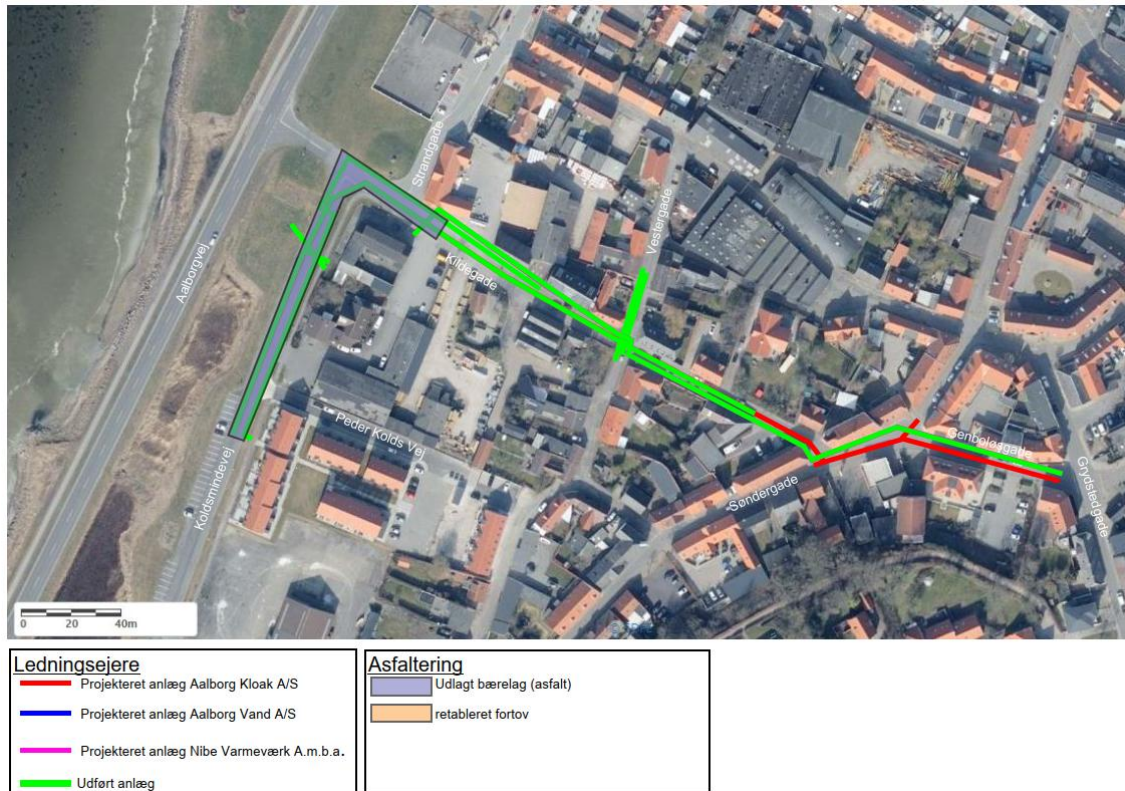 Strandgade
Vestergade
Aalborgvej
Kildegade
Peder Kolds Vej
Koldsmindevej
Søndergade
Genboløsgade
Grydstedgade
0 20 40m
Ledningsejere
Projekteret anlæg Aalborg Kloak A/S
Projekteret anlæg Aalborg Vand A/S
Projekteret anlæg Nibe Varmeværk A.m.b.a.
Udført anlæg
Asfaltering
Udlagt bærelag (asfalt)
retableret fortov